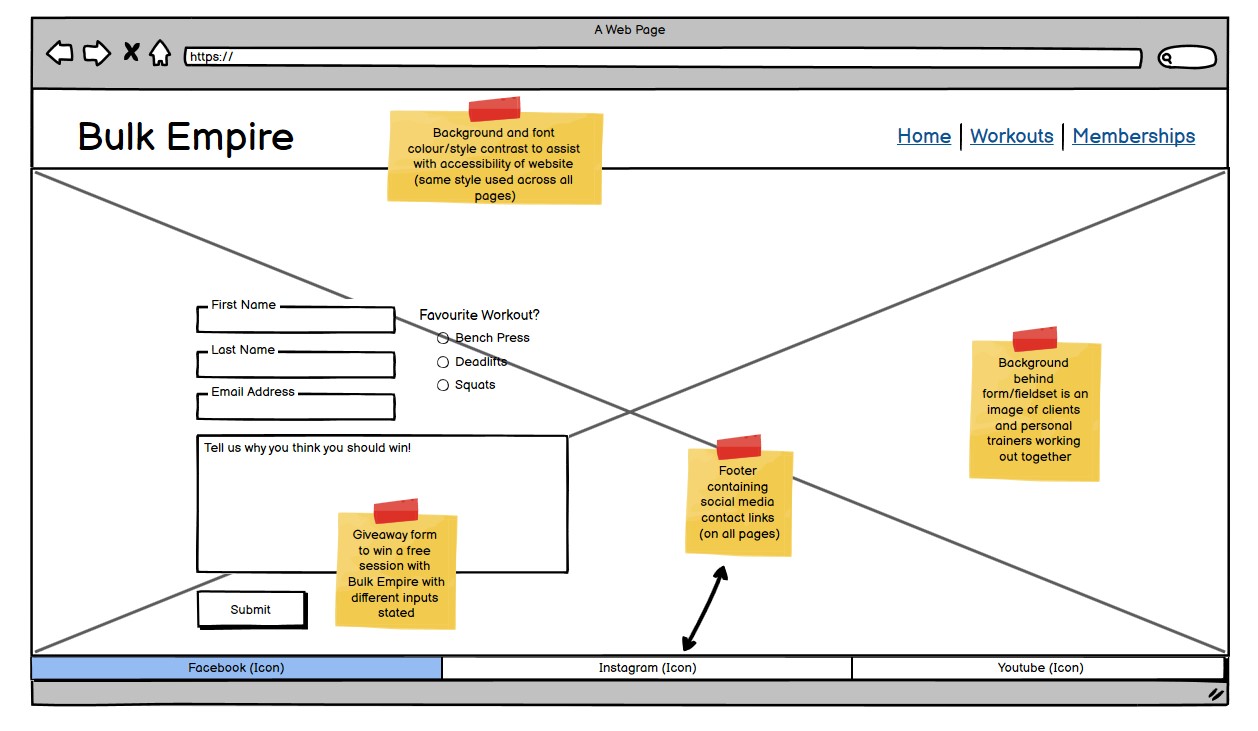 A Web Page
https://
Bulk Empire
Background and font
colour/style contrast to assist
with accessibility of website
(same style used across all
pages)
Home
Workouts
Memberships
First Name
Last Name
Email Address
Favourite Workout?
Bench Press
Deadlifts
Squats
Tell us why you think you should win!
Giveaway form
to win a free
session with
Bulk Empire with
different inputs
stated
Submit
Footer
containing
social media
contact links
(on all pages)
Background
behind
form/fieldset is an
image of clients
and personal
trainers working
out together
Facebook (Icon)
Instagram (Icon)
Youtube (Icon)